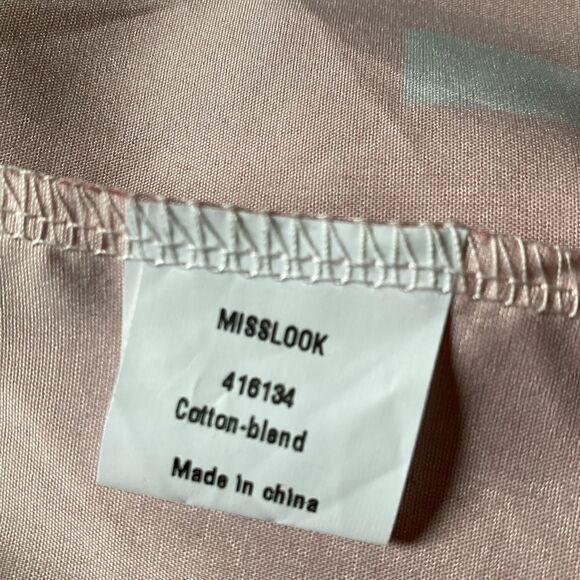 MISSLOOK
416134
Cotton-blend
Made in china